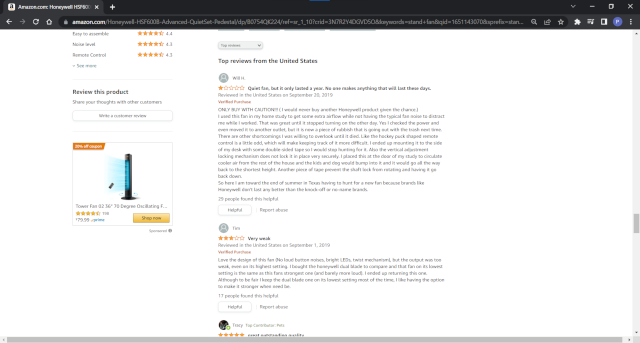 Amazon.com: Honeywell HSF600B
amazon.com/Honeywell-HSF600B-Advanced-QuietSet-Pedestal/dp/B0754QK224/ref=sr_1_10?crid=3N7R2Y4DGVD5O&keywords=stand+fan&qid=1651143070&sprefix=stan...
Easy to assemble 4.4
Noise level 4.3
Remote Control 4.3
See more
Review this product
Share your thoughts with other customers
Write a customer review
Tower Fan 02 36" 70 Degree Oscillating F...
$79.99 prime
Shop now
Sponsored
Top reviews
Top reviews from the United States
Will H.
Quiet fan, but it only lasted a year. No one makes anything that will last these days.
Reviewed in the United States on September 20, 2019
Verified Purchase
ONLY BUY WITH CAUTION!!! ( I would never buy another Honeywell product given the chance.)
I used this fan in my home study to get some extra airflow while not having the typical fan noise to distract
me while I worked. That was great until it stopped turning on the other day. Yes I checked the power and
even moved it to another outlet, but it is now a piece of rubbish that is going out with the trash next time.
There are other shortcomings I was willing to overlook until it died. Like the hockey puck shaped remote
control is a little odd, which will make keeping track of it more difficult. I ended up mounting it to the side
of my desk with some double-sided tape so I would stop hunting for it. Also the vertical adjustment
locking mechanism does not lock it in place very securely. I placed this at the door of my study to circulate
cooler air from the rest of the house and the kids and dog would bump into it and it would go all the way
back to the shortest height. Another piece of tape prevent the shaft lock from rotating and having it go
back down.
So here I am toward the end of summer in Texas having to hunt for a new fan because brands like
Honeywell don't last any better than the knock-off or no-name brands.
29 people found this helpful
Helpful Report abuse
Tim
Very weak
Reviewed in the United States on September 1, 2019
Verified Purchase
Love the design of this fan (No loud button noises, bright LEDs, twist mechanism), but the output was too
weak, even on its highest setting. I bought the honeywell dual blade to compare and that fan on its lowest
setting is the same as this fans strongest one (and barely more loud). I ended up returning this one.
Although to be fair I keep the dual blade one on its lowest setting most of the time, I like having the option
to make it stronger when need be.
17 people found this helpful
Helpful Report abuse
Tracy Top Contributor: Pets
great outstanding quality